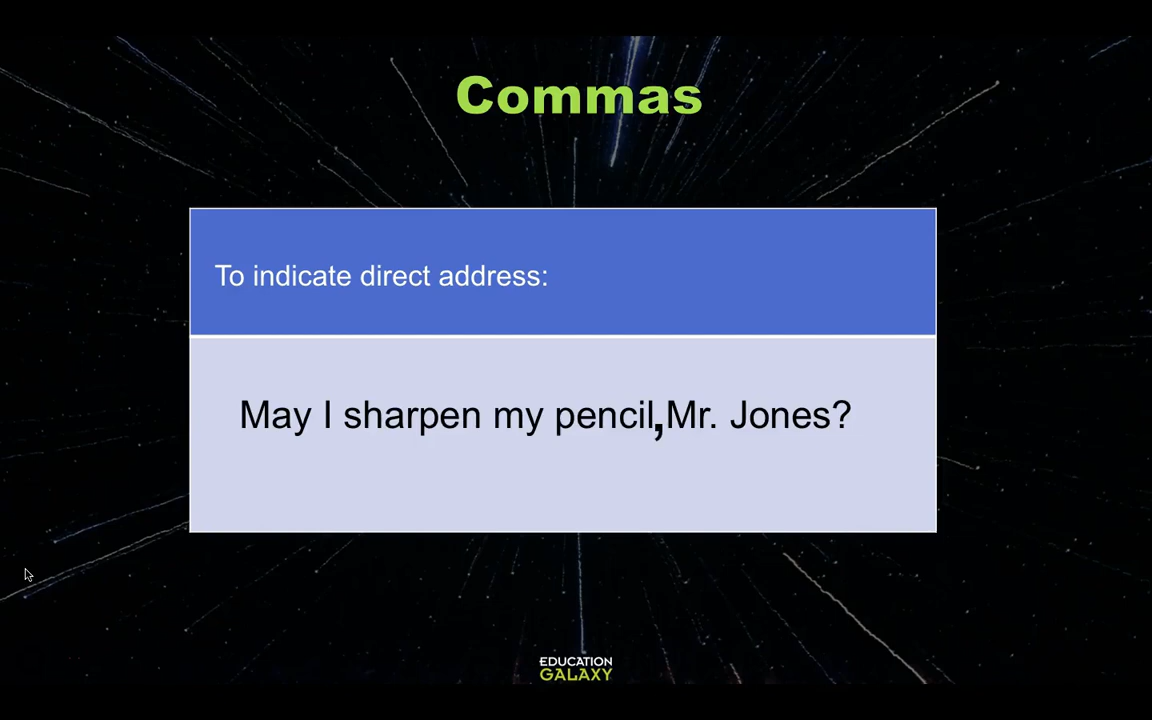 Commas
To indicate direct address:
May I sharpen my pencil,Mr. Jones?
EDUCATION
GALAXY